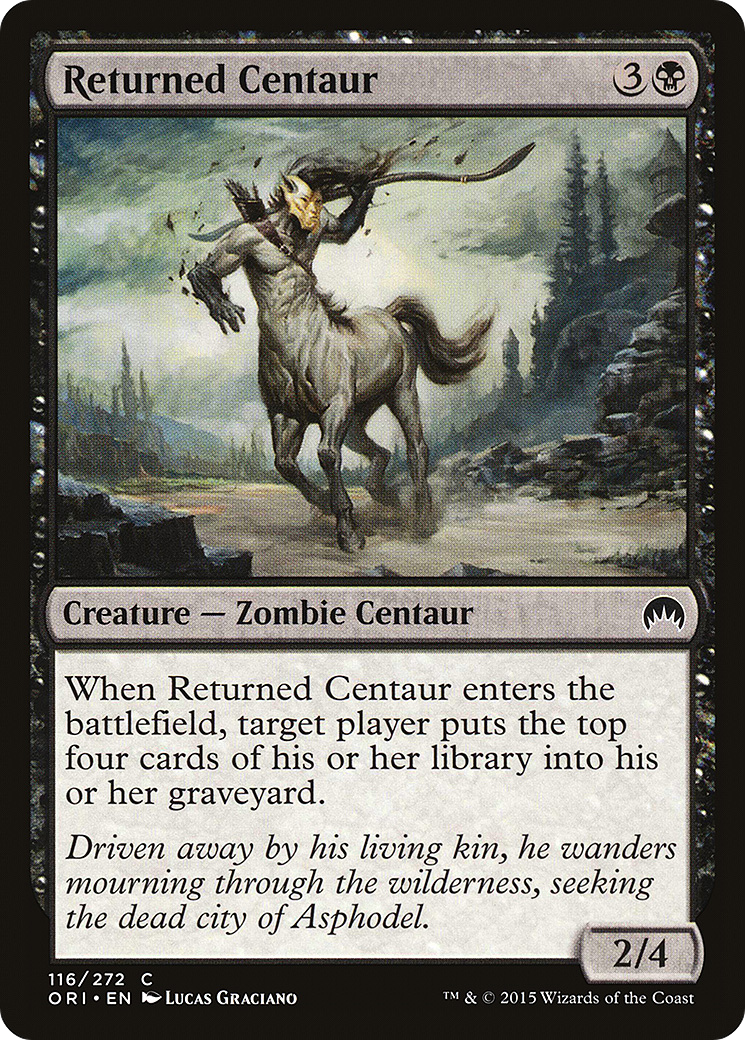 Returned Centaur 3
Creature — Zombie Centaur
When Returned Centaur enters the
battlefield, target player puts the top
four cards of his or her library into his
or her graveyard.
Driven away by his living kin, he wanders
mourning through the wilderness, seeking
the dead city of Asphodel.
2/4
116/272 C
ORI • EN LUCAS GRACIANO
™ & © 2015 Wizards of the Coast